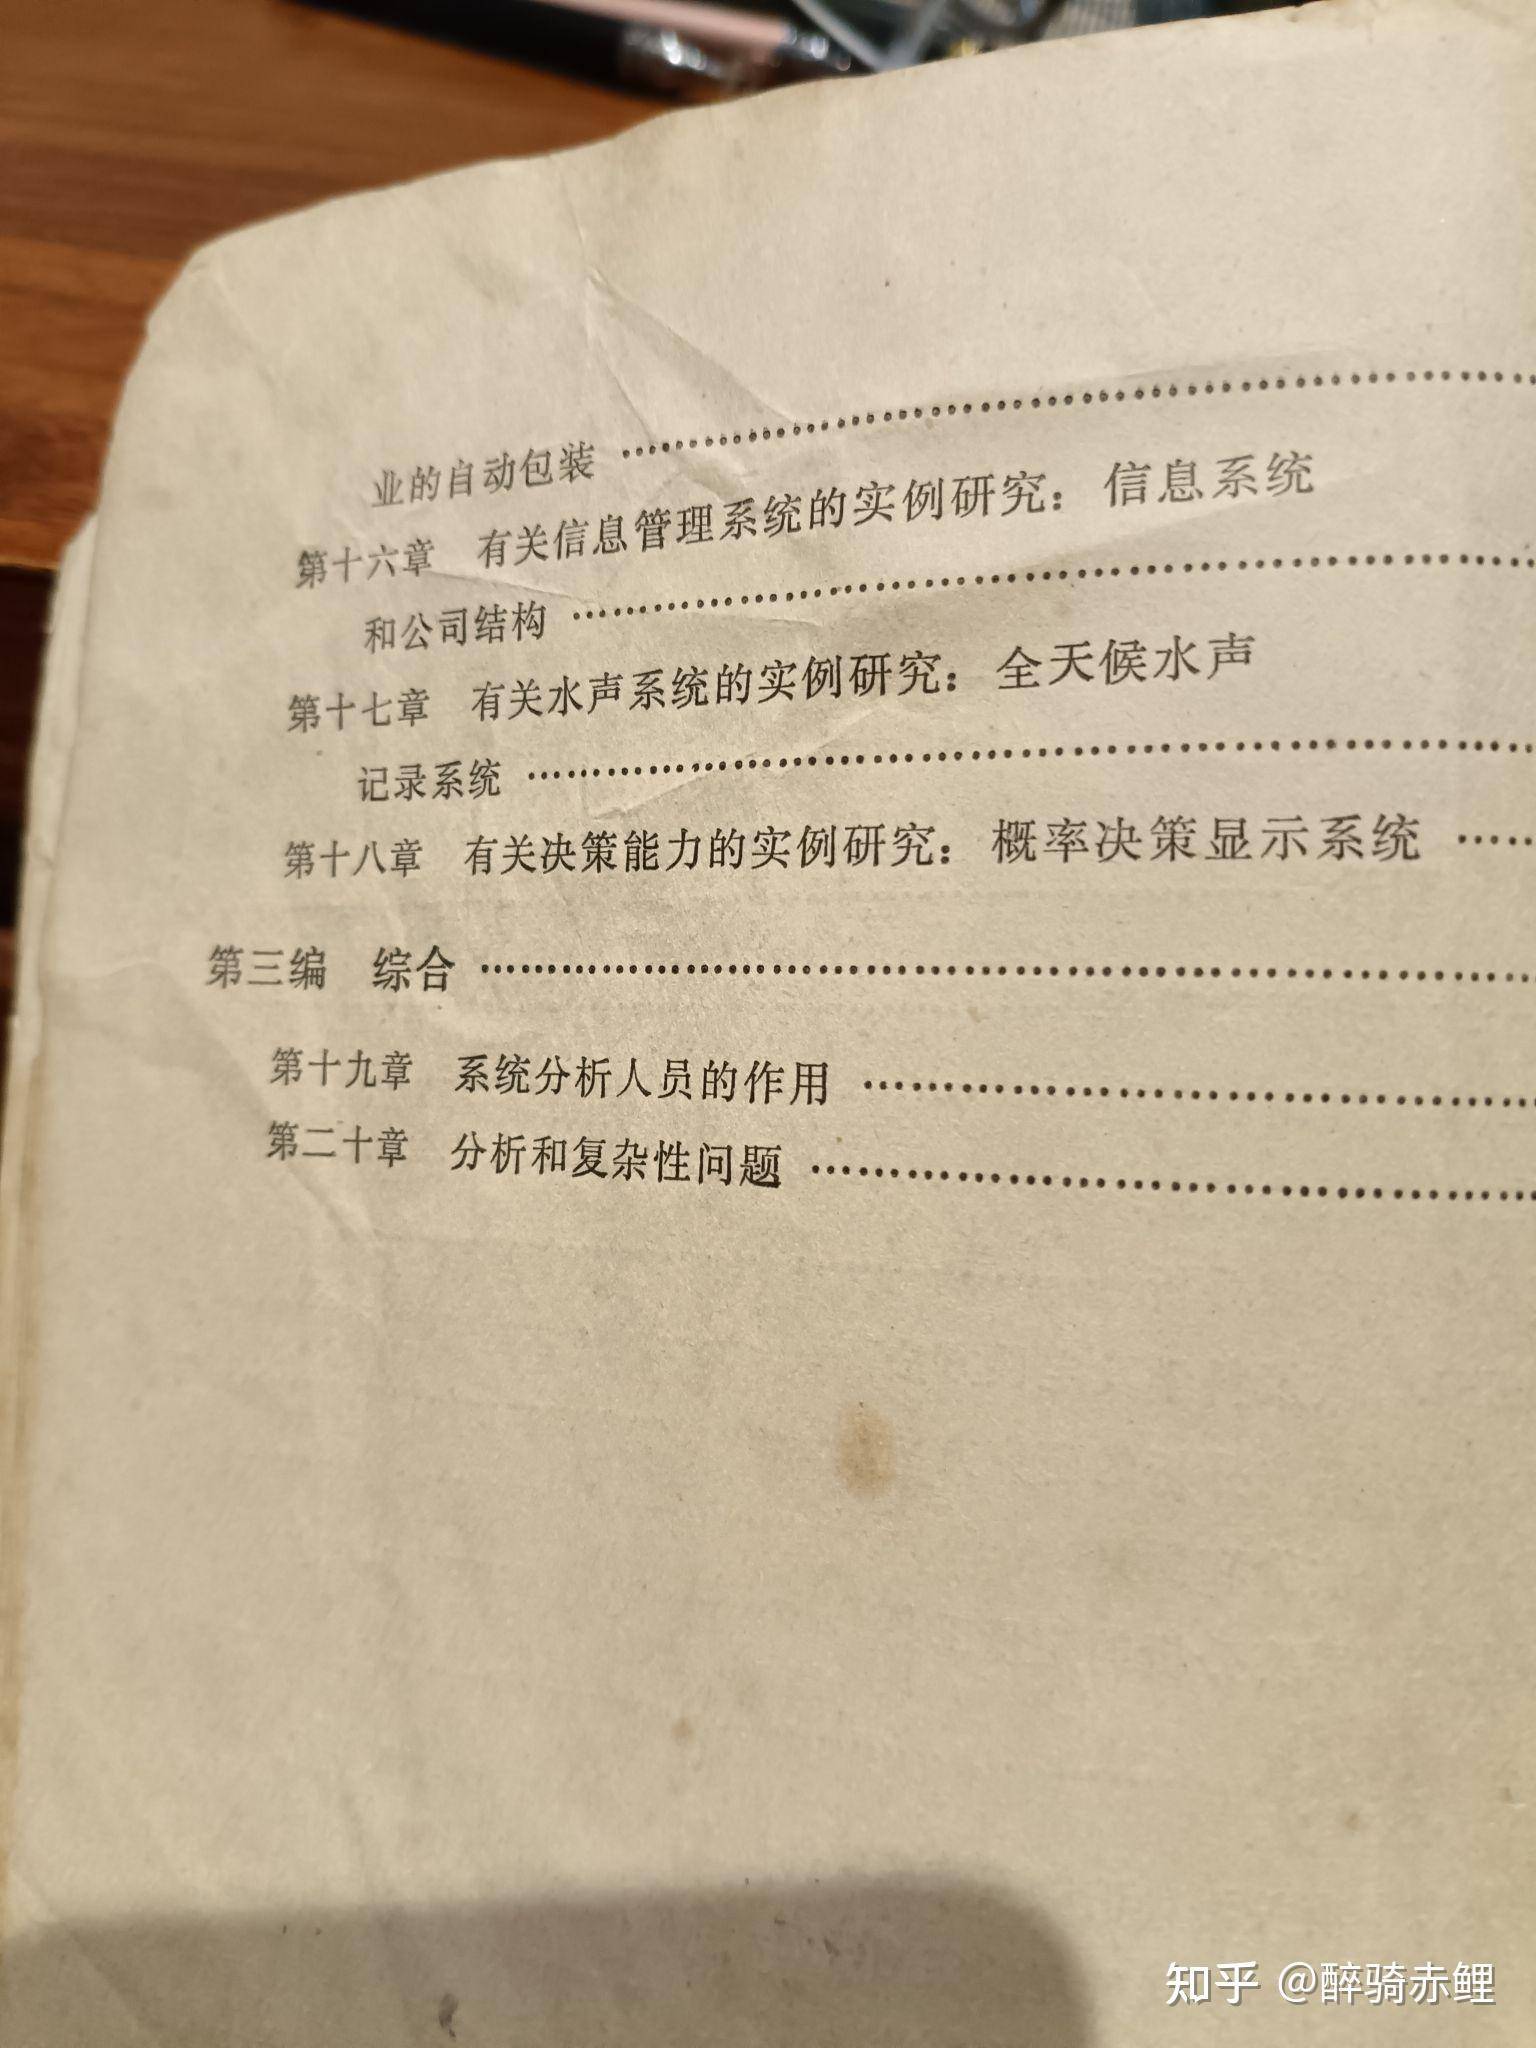 业的自动包装 ……………………………………
第十六章 有关信息管理系统的实例研究：信息系统
和公司结构 ……………………………………
第十七章 有关水声系统的实例研究：全天候水声
记录系统 ……………………………………
第十八章 有关决策能力的实例研究：概率决策显示系统 ……
第三编 综合 ……………………………………
第十九章 系统分析人员的作用 ……………………………
第二十章 分析和复杂性问题 ……………………………
知乎 @醉骑赤鲤